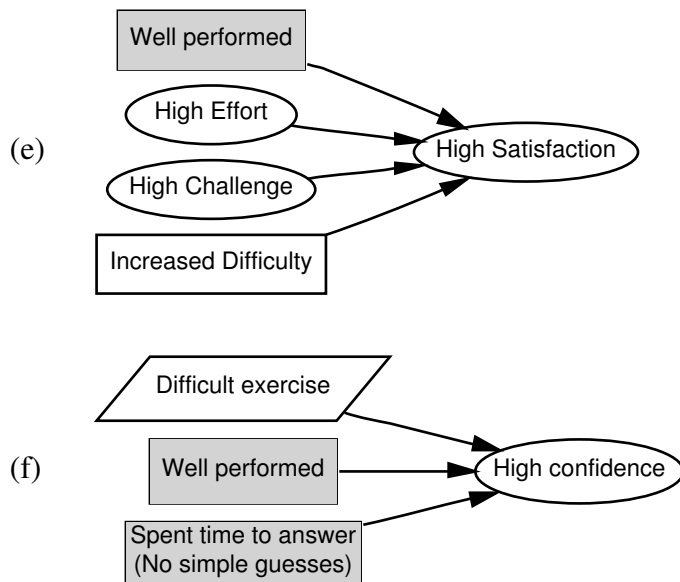 (e)
Well performed
High Effort
High Challenge
Increased Difficulty
High Satisfaction
(f)
Difficult exercise
Well performed
Spent time to answer
(No simple guesses)
High confidence